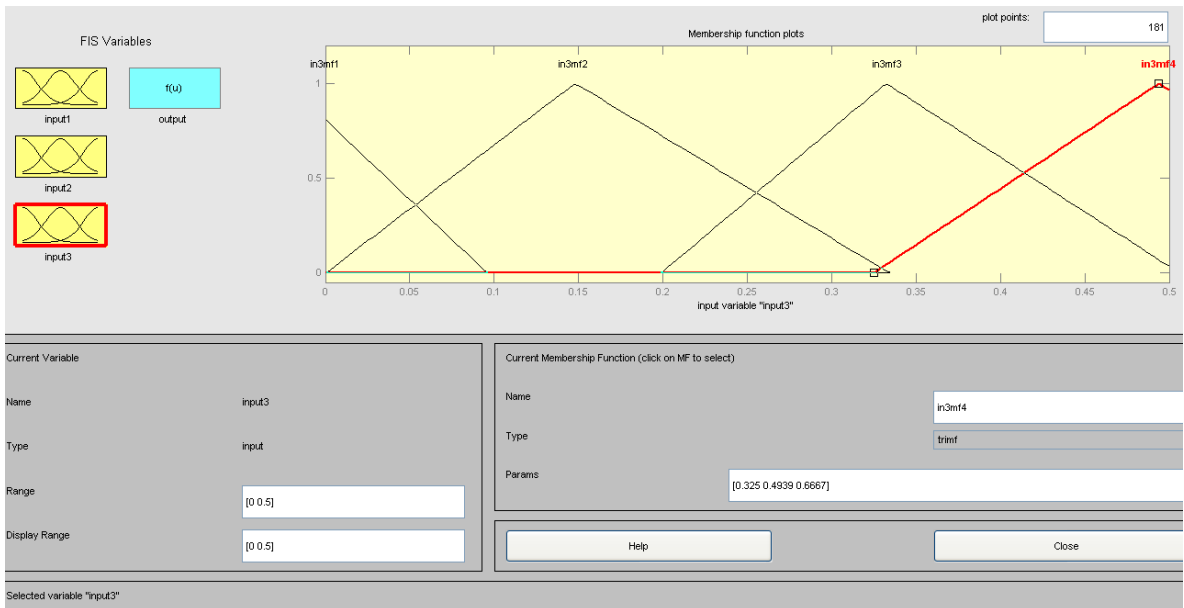 plot points:
181
FIS Variables
Membership function plots
f(u)
input1
output
input2
input3
in3mf1
in3mf2
in3mf3
in3mf4
1
0.5
0
0
0.05
0.1
0.15
0.2
0.25
0.3
0.35
0.4
0.45
0.5
input variable "input3"
Current Variable
Name
input3
Type
input
Range
[0 0.5]
Display Range
[0 0.5]
Current Membership Function (click on MF to select)
Name
in3mf4
Type
trimf
Params
[0.325 0.4939 0.6667]
Help
Close
Selected variable "input3"